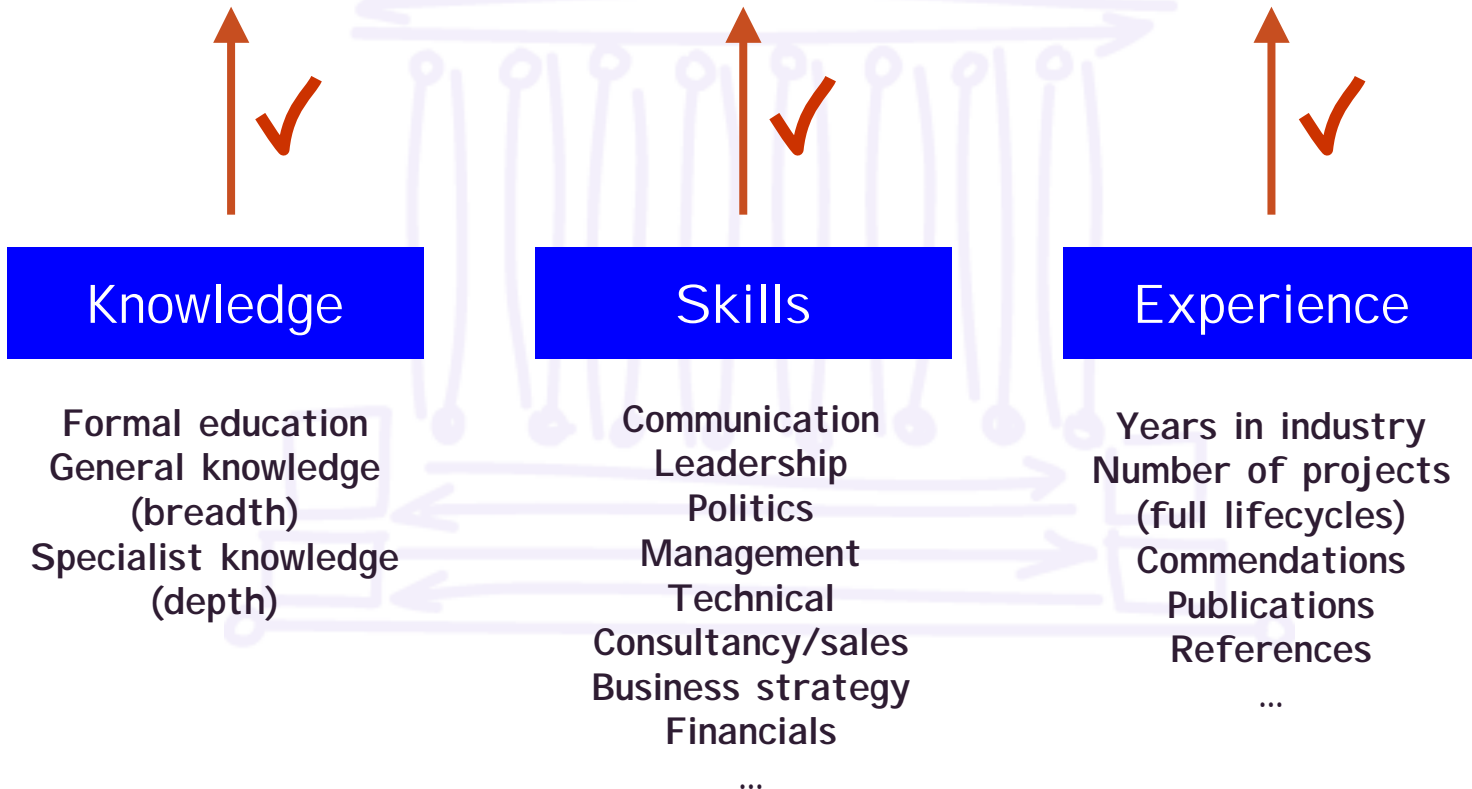 Knowledge
Formal education
General knowledge
(breadth)
Specialist knowledge
(depth)
Skills
Communication
Leadership
Politics
Management
Technical
Consultancy/sales
Business strategy
Financials
...
Experience
Years in industry
Number of projects
(full lifecycles)
Commendations
Publications
References
...